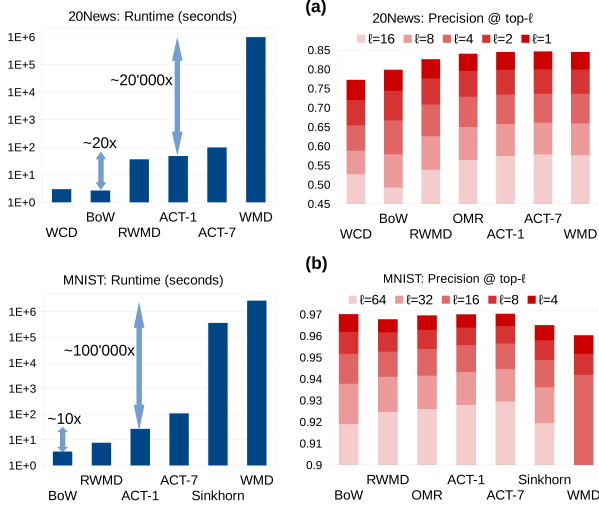 20News: Runtime (seconds)
1E+6
1E+5
1E+4
1E+3
1E+2
1E+1
1E+0
~20'000x
~20x
BoW ACT-1 WMD
WCD RWMD ACT-7
(a)
20News: Precision @ top-ℓ
ℓ=16 ℓ=8 ℓ=4 ℓ=2 ℓ=1
0.85
0.80
0.75
0.70
0.65
0.60
0.55
0.50
0.45
BoW OMR ACT-7
WCD RWMD ACT-1 WMD
MNIST: Runtime (seconds)
1E+6
1E+5
1E+4
1E+3
1E+2
1E+1
1E+0
~100'000x
~10x
RWMD ACT-7 WMD
BoW ACT-1 Sinkhorn
(b)
MNIST: Precision @ top-ℓ
ℓ=64 ℓ=32 ℓ=16 ℓ=8 ℓ=4
0.97
0.96
0.95
0.94
0.93
0.92
0.91
0.9
RWMD ACT-1 Sinkhorn
BoW OMR ACT-7 WMD